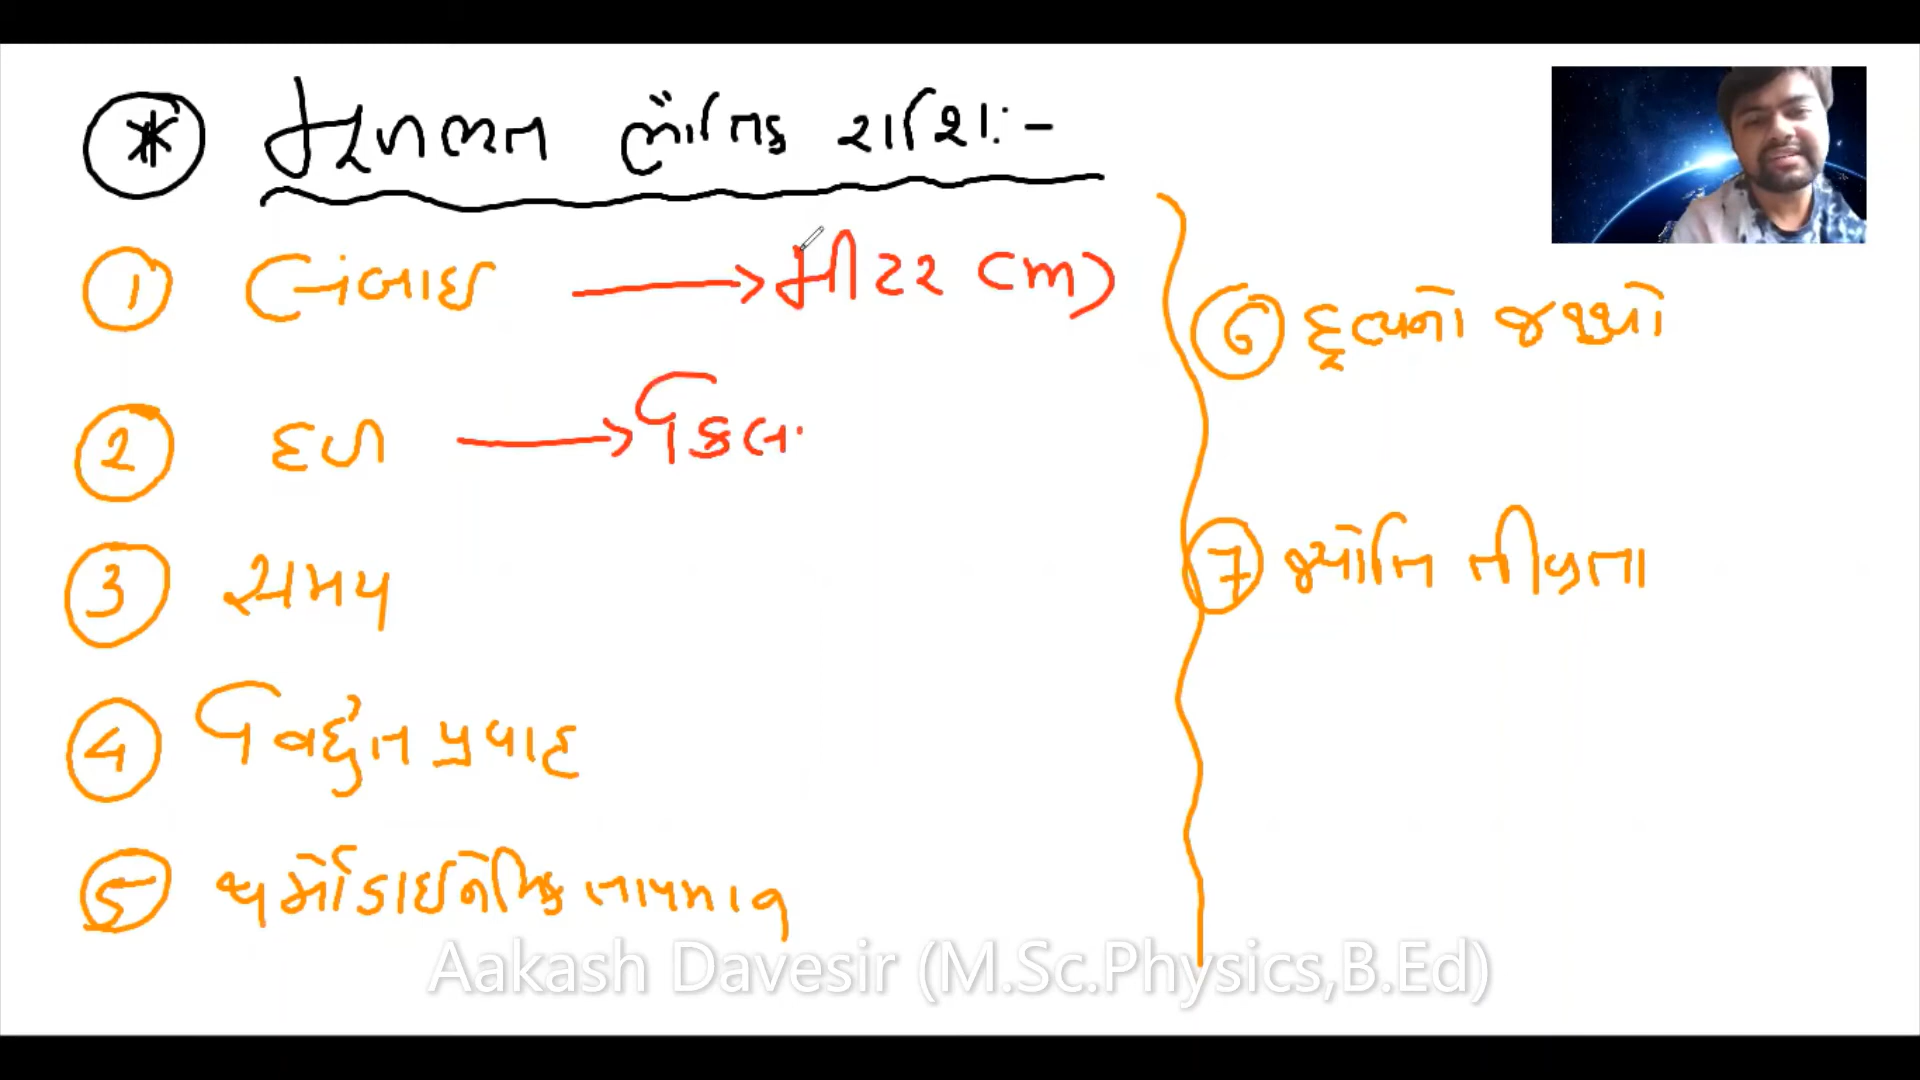 * મૂળભૂત ભૌતિક રાશિ :-
1 લંબાઇ → મીટર (m)
2 દળ → કિલ
3 સમય
4 વિદ્યુત પ્રવાહ
5 થર્મોડાઇનેમિક તાપમાન
6 દ્રવ્યનો જથ્થો
7 જ્યોતિ તીવ્રતા
Aakash Davesir (M.Sc.Physics,B.Ed)